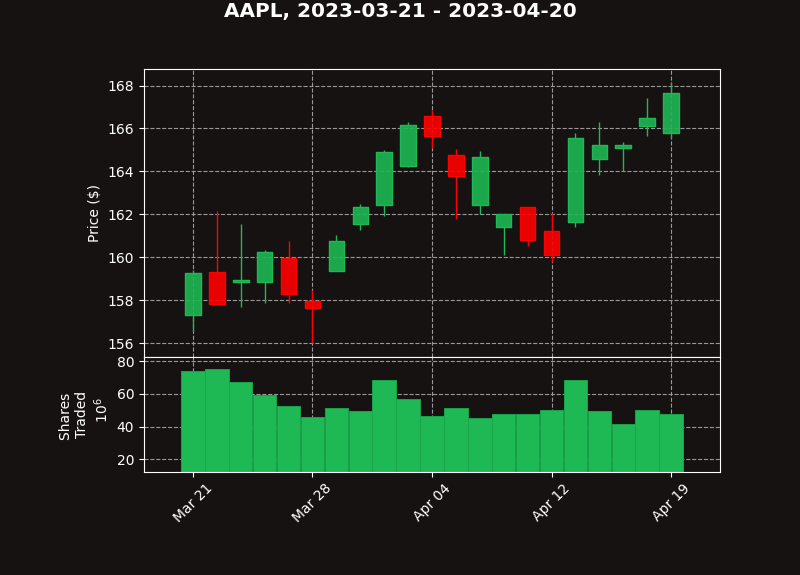 AAPL, 2023-03-21 - 2023-04-20
168
166
164
162
160
158
156
Price ($)
80
60
40
20
Shares
Traded
10⁶
Mar 21
Mar 28
Apr 04
Apr 12
Apr 19